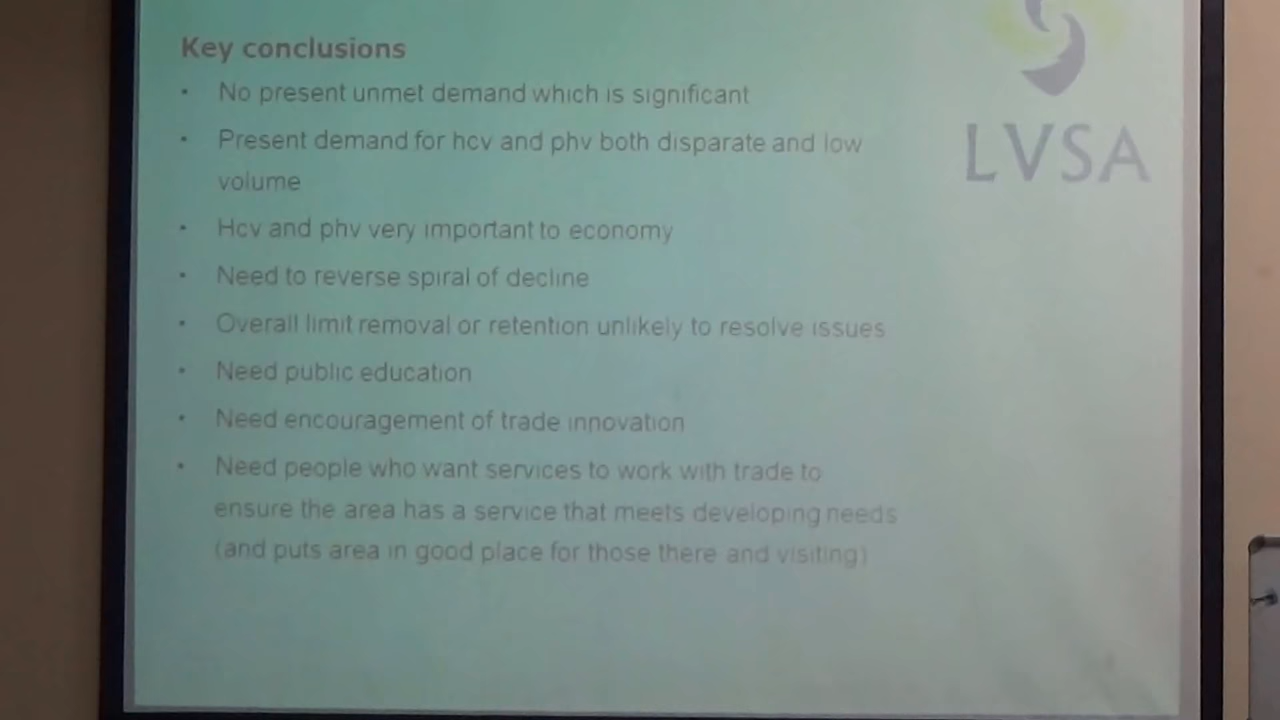 Key conclusions
• No present unmet demand which is significant
• Present demand for hcv and phv both disparate and low
volume
• Hcv and phv very important to economy
• Need to reverse spiral of decline
• Overall limit removal or retention unlikely to resolve issues
• Need public education
• Need encouragement of trade innovation
• Need people who want services to work with trade to
ensure the area has a service that meets developing needs
(and puts area in good place for those there and visiting)
LVSA